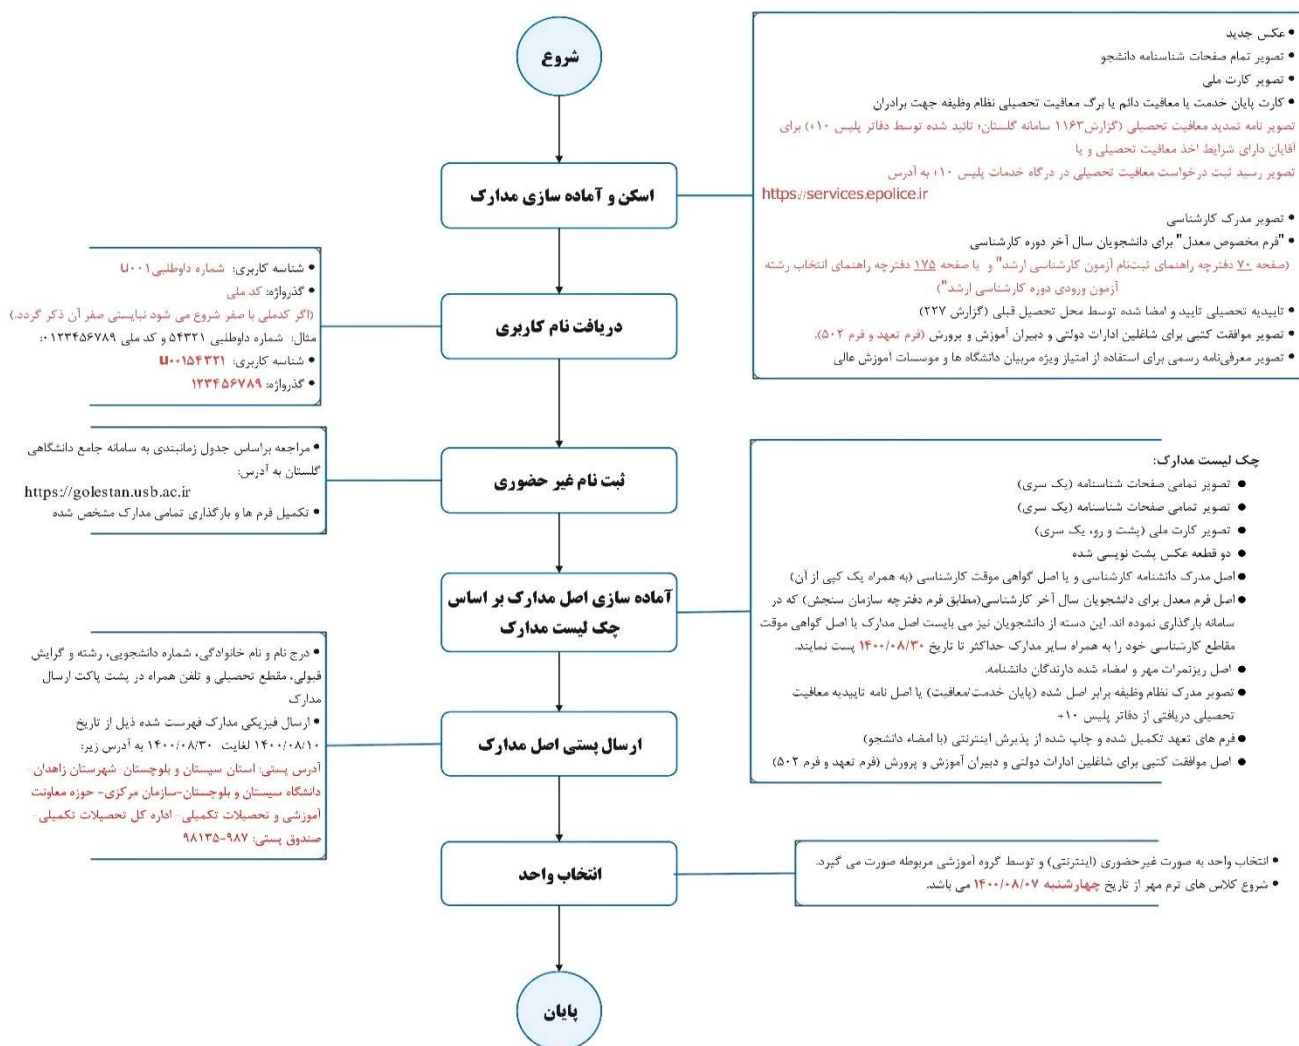 شروع
اسکن و آماده سازی مدارک
● عکس جدید
● تصویر تمام صفحات شناسنامه دانشجو
● تصویر کارت ملی
● کارت پایان خدمت یا معافیت دائم یا برگ معافیت تحصیلی نظام وظیفه جهت برادران
تصویر نامه تمدید معافیت تحصیلی (گزارش ۱۱۶۳ سامانه گلستان؛ تائید شده توسط دفاتر پلیس ۱۰+) برای
آقایان دارای شرایط اخذ معافیت تحصیلی و یا
تصویر رسید ثبت درخواست معافیت تحصیلی در درگاه خدمات پلیس ۱۰+ به آدرس
https://services.epolice.ir
● تصویر مدرک کارشناسی
● "فرم مخصوص معدل" برای دانشجویان سال آخر دوره کارشناسی
(صفحه ۷۰ دفترچه راهنمای ثبت‌نام آزمون کارشناسی ارشد" و یا صفحه ۱۷۵ دفترچه راهنمای انتخاب رشته
آزمون ورودی دوره کارشناسی ارشد")
● تاییدیه تحصیلی تایید و امضا شده توسط محل تحصیل قبلی (گزارش ۲۲۷)
● تصویر موافقت کتبی برای شاغلین ادارات دولتی و دبیران آموزش و پرورش (فرم تعهد و فرم ۵۰۲).
● تصویر معرفی‌نامه رسمی برای استفاده از امتیاز ویژه مربیان دانشگاه ها و موسسات آموزش عالی
دریافت نام کاربری
● شناسه کاربری: شماره داوطلبی u۰۰۱
● گذرواژه: کد ملی
(اگر کدملی با صفر شروع می شود نبایستی صفر آن ذکر گردد.)
مثال: شماره داوطلبی ۵۴۳۲۱ و کد ملی ۰۱۲۳۴۵۶۷۸۹:
● شناسه کاربری: u۰۰۱۵۴۳۲۱
● گذرواژه: ۱۲۳۴۵۶۷۸۹
ثبت نام غیر حضوری
● مراجعه براساس جدول زمانبندی به سامانه جامع دانشگاهی
گلستان به آدرس:
https://golestan.usb.ac.ir
● تکمیل فرم ها و بارگذاری تمامی مدارک مشخص شده
آماده سازی اصل مدارک بر اساس
چک لیست مدارک
چک لیست مدارک:
● تصویر تمامی صفحات شناسنامه (یک سری)
● تصویر تمامی صفحات شناسنامه (یک سری)
● تصویر کارت ملی (پشت و رو، یک سری)
● دو قطعه عکس پشت نویسی شده
● اصل مدرک دانشنامه کارشناسی و یا اصل گواهی موقت کارشناسی (به همراه یک کپی از آن)
● اصل فرم معدل برای دانشجویان سال آخر کارشناسی(مطابق فرم دفترچه سازمان سنجش) که در
سامانه بارگذاری نموده اند. این دسته از دانشجویان نیز می بایست اصل مدارک یا اصل گواهی موقت
مقاطع کارشناسی خود را به همراه سایر مدارک حداکثر تا تاریخ ۱۴۰۰/۰۸/۳۰ پست نمایند.
● اصل ریزنمرات مهر و امضاء شده دارندگان دانشنامه.
● تصویر مدرک نظام وظیفه برابر اصل شده (پایان خدمت/معافیت) یا اصل نامه تاییدیه معافیت
تحصیلی دریافتی از دفاتر پلیس ۱۰+
● فرم های تعهد تکمیل شده و چاپ شده از پذیرش اینترنتی (با امضاء دانشجو)
● اصل موافقت کتبی برای شاغلین ادارات دولتی و دبیران آموزش و پرورش (فرم تعهد و فرم ۵۰۲)
ارسال پستی اصل مدارک
● درج نام و نام خانوادگی، شماره دانشجویی، رشته و گرایش
قبولی، مقطع تحصیلی و تلفن همراه در پشت پاکت ارسال
مدارک
● ارسال فیزیکی مدارک فهرست شده ذیل از تاریخ
۱۴۰۰/۰۸/۱۰ لغایت ۱۴۰۰/۰۸/۳۰ به آدرس زیر:
آدرس پستی: استان سیستان و بلوچستان- شهرستان زاهدان-
دانشگاه سیستان و بلوچستان-سازمان مرکزی- حوزه معاونت
آموزشی و تحصیلات تکمیلی- اداره کل تحصیلات تکمیلی-
صندوق پستی: ۹۸۷-۹۸۱۳۵
انتخاب واحد
● انتخاب واحد به صورت غیرحضوری (اینترنتی) و توسط گروه آموزشی مربوطه صورت می گیرد.
● شروع کلاس های ترم مهر از تاریخ چهارشنبه ۱۴۰۰/۰۸/۰۷ می باشد.
پایان